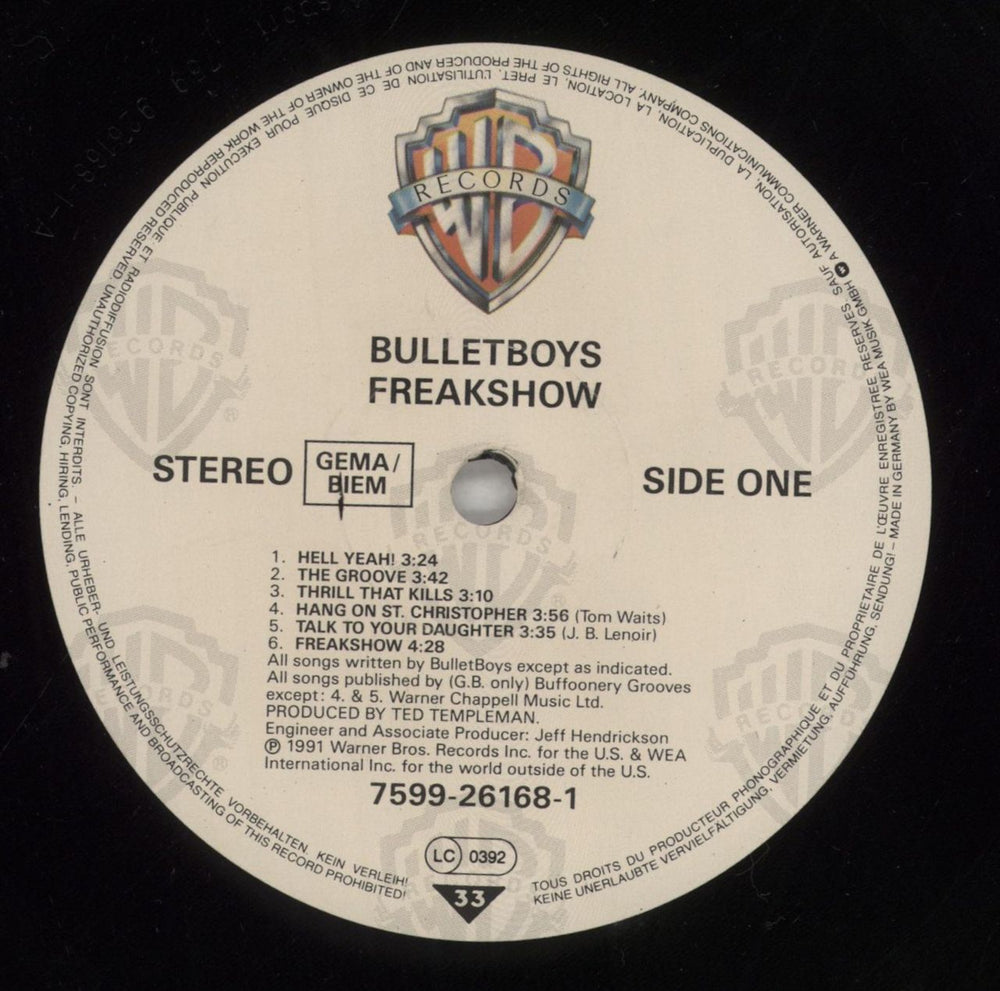 RECORDS
BULLETBOYS
FREAKSHOW
STEREO
GEMA/
BIEM
SIDE ONE
1. HELL YEAH! 3:24
2. THE GROOVE 3:42
3. THRILL THAT KILLS 3:10
4. HANG ON ST. CHRISTOPHER 3:56 (Tom Waits)
5. TALK TO YOUR DAUGHTER 3:35 (J. B. Lenoir)
6. FREAKSHOW 4:28
All songs written by BulletBoys except as indicated.
All songs published by (G.B. only) Buffoonery Grooves
except: 4. & 5. Warner Chappell Music Ltd.
PRODUCED BY TED TEMPLEMAN.
Engineer and Associate Producer: Jeff Hendrickson
℗ 1991 Warner Bros. Records Inc. for the U.S. & WEA
International Inc. for the world outside of the U.S.
7599-26168-1
LC 0392
33
TOUS DROITS DU PRODUCTEUR PHONOGRAPHIQUE ET DU PROPRIETAIRE DE L'ŒUVRE ENREGISTREE RESERVES. SAUF AUTORISATION, LA DUPLICATION, LA LOCATION, LE PRET, L'UTILISATION DE CE DISQUE POUR EXECUTION PUBLIQUE ET RADIODIFFUSION SONT INTERDITS. – ALLE URHEBER- UND LEISTUNGSSCHUTZRECHTE VORBEHALTEN. KEIN VERLEIH!
KEINE UNERLAUBTE VERVIELFÄLTIGUNG, VERMIETUNG, AUFFÜHRUNG, SENDUNG! – MADE IN GERMANY BY WEA MUSIK GMBH A WARNER COMMUNICATIONS COMPANY. ALL RIGHTS OF THE PRODUCER AND OF THE OWNER OF THE WORK REPRODUCED RESERVED. UNAUTHORIZED COPYING, HIRING, LENDING, PUBLIC PERFORMANCE AND BROADCASTING OF THIS RECORD PROHIBITED!